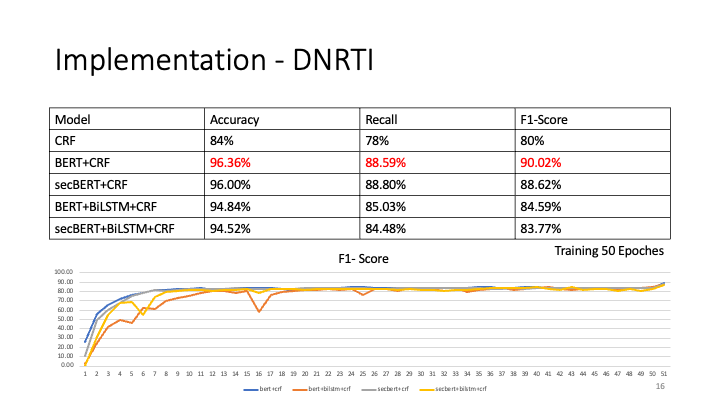 Implementation - DNRTI
Model Accuracy Recall F1-Score
CRF 84% 78% 80%
BERT+CRF 96.36% 88.59% 90.02%
secBERT+CRF 96.00% 88.80% 88.62%
BERT+BiLSTM+CRF 94.84% 85.03% 84.59%
secBERT+BiLSTM+CRF 94.52% 84.48% 83.77%
Training 50 Epoches
F1- Score
100.00
90.00
80.00
70.00
60.00
50.00
40.00
30.00
20.00
10.00
0.00
1 2 3 4 5 6 7 8 9 10 11 12 13 14 15 16 17 18 19 20 21 22 23 24 25 26 27 28 29 30 31 32 33 34 35 36 37 38 39 40 41 42 43 44 45 46 47 48 49 50 51
bert+crf bert+bilstm+crf secbert+crf secbert+bilstm+crf
16